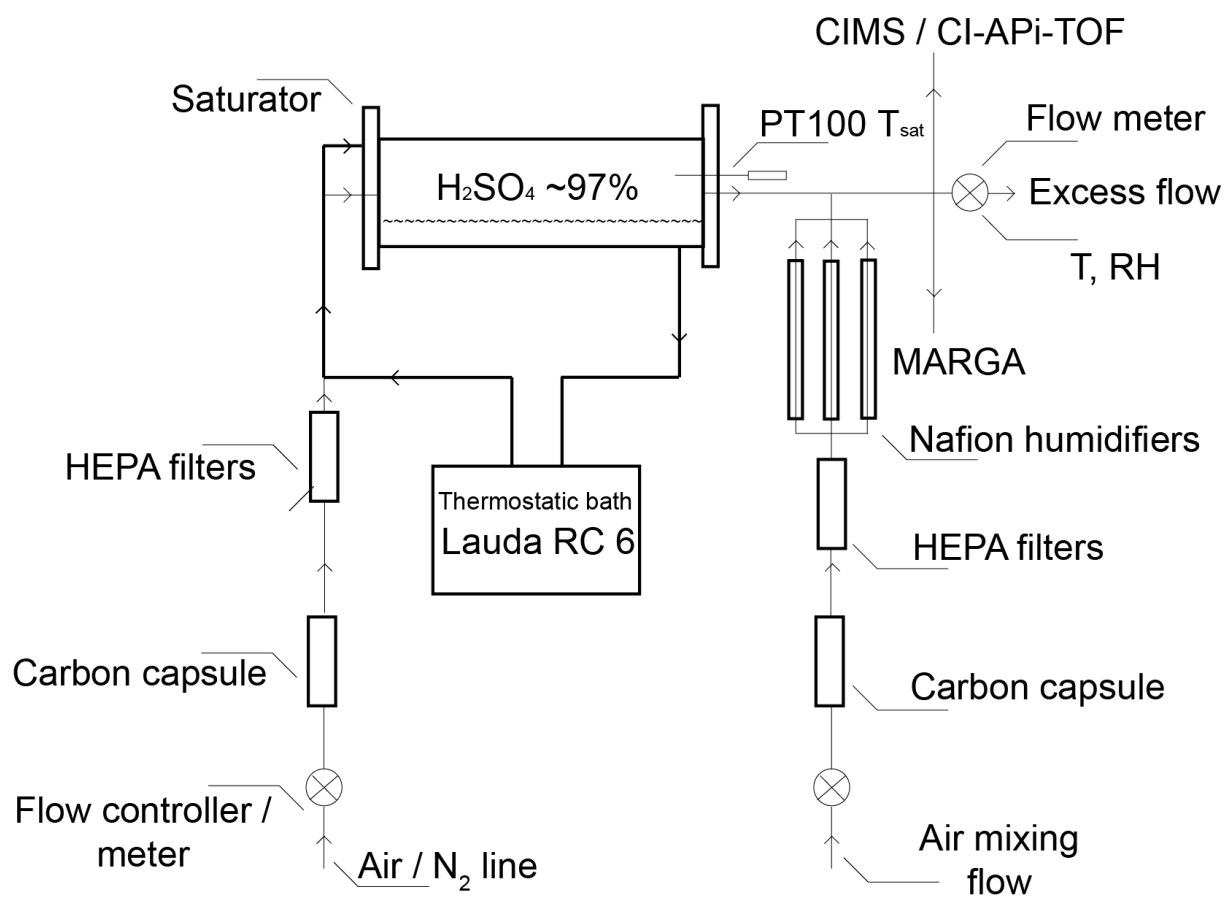 CIMS / CI-APi-TOF
Saturator
PT100 Tsat
Flow meter
H₂SO₄ ~97%
Excess flow
T, RH
MARGA
Nafion humidifiers
HEPA filters
Thermostatic bath
Lauda RC 6
HEPA filters
Carbon capsule
Carbon capsule
Flow controller /
meter
Air / N₂ line
Air mixing
flow